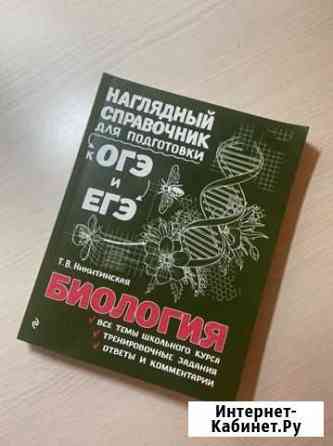 НАГЛЯДНЫЙ
СПРАВОЧНИК
ДЛЯ ПОДГОТОВКИ
К ОГЭ
И
ЕГЭ
Т.В. Никитинская
БИОЛОГИЯ
ВСЕ ТЕМЫ ШКОЛЬНОГО КУРСА
ТРЕНИРОВОЧНЫЕ ЗАДАНИЯ
ОТВЕТЫ И КОММЕНТАРИИ
Интернет-
Кабинет.Ру